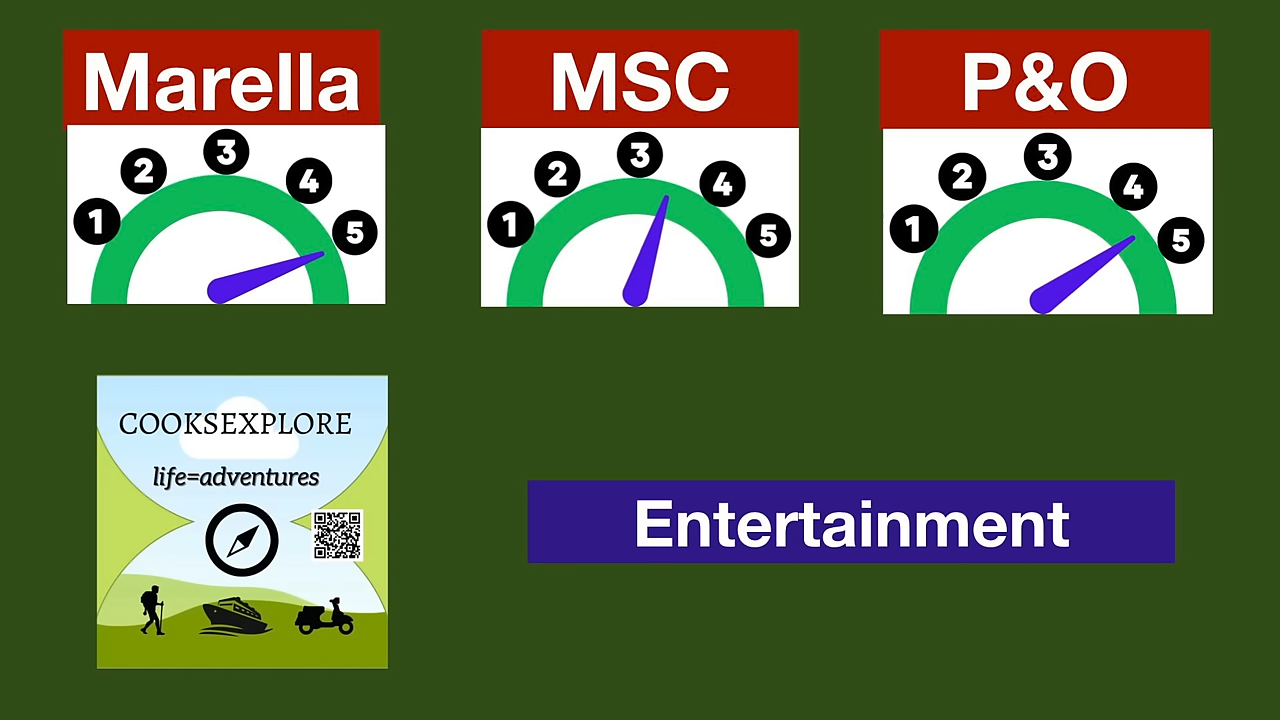 Marella
MSC
P&O
1 2 3 4 5
1 2 3 4 5
1 2 3 4 5
COOKSEXPLORE
life=adventures
Entertainment